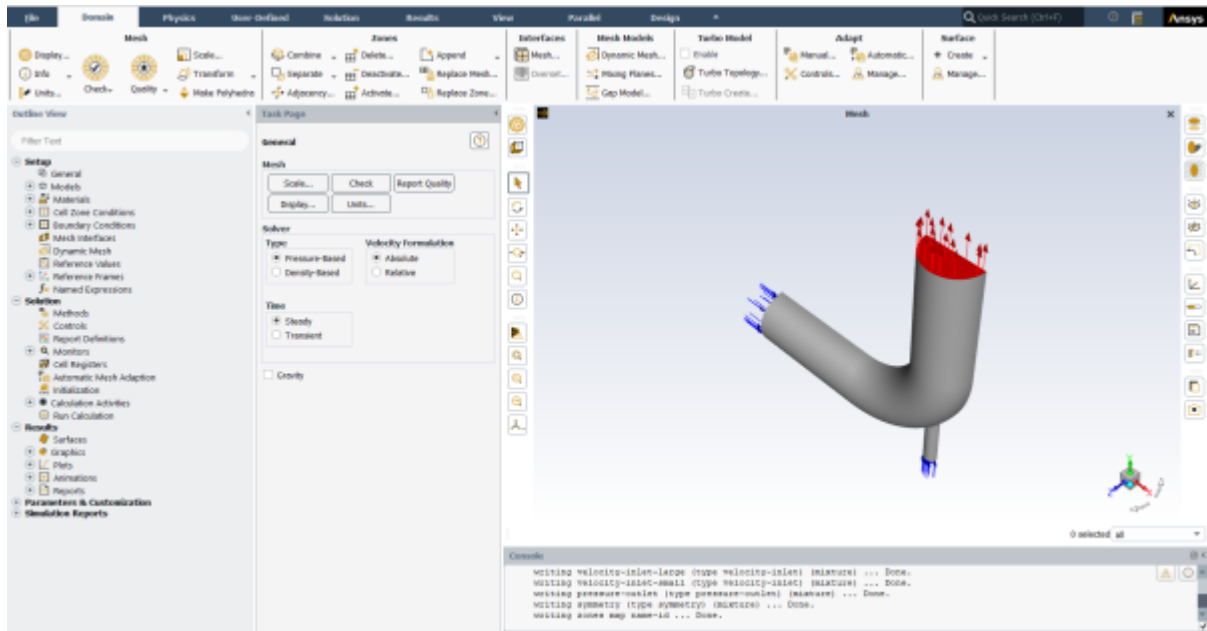 File Domain Physics User-Defined Solution Results View Parallel Design Quick Search (Ctrl+F) Ansys
Mesh Zones Interfaces Mesh Models Turbo Model Adapt Surface
Display... Scale... Combine Delete... Append Mesh... Dynamic Mesh... Enable Manual... Automatic... + Create
Info Transform Separate Deactivate... Replace Mesh... Overset... Mixing Planes... Turbo Topology... Controls... Manage... Manage...
Units... Check Quality Make Polyhedra Adjacency... Activate... Replace Zone... Gap Model... Turbo Create...
Outline View
Filter Text
Setup
General
Models
Materials
Cell Zone Conditions
Boundary Conditions
Mesh Interfaces
Dynamic Mesh
Reference Values
Reference Frames
Named Expressions
Solution
Methods
Controls
Report Definitions
Monitors
Cell Registers
Automatic Mesh Adaption
Initialization
Calculation Activities
Run Calculation
Results
Surfaces
Graphics
Plots
Animations
Reports
Parameters & Customization
Simulation Reports
Task Page
General
Mesh
Scale... Check Report Quality
Display... Units...
Solver
Type Velocity Formulation
Pressure-Based Absolute
Density-Based Relative
Time
Steady
Transient
Gravity
Mesh
0 selected all
Console
writing velocity-inlet-large (type velocity-inlet) (mixture) ... Done.
writing velocity-inlet-small (type velocity-inlet) (mixture) ... Done.
writing pressure-outlet (type pressure-outlet) (mixture) ... Done.
writing symmetry (type symmetry) (mixture) ... Done.
writing zones map name-id ... Done.